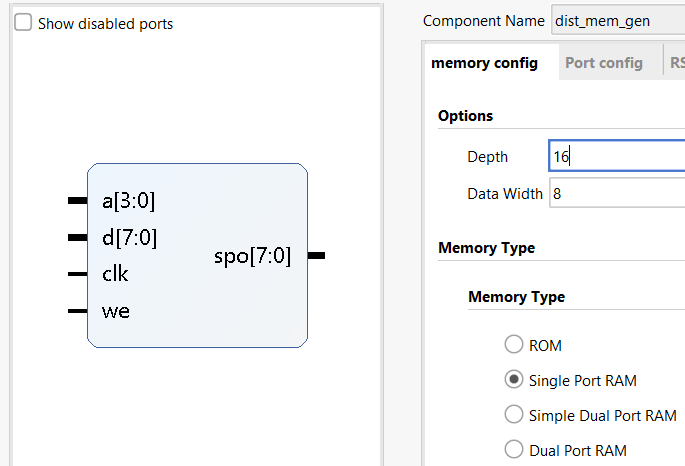 Show disabled ports
a[3:0]
d[7:0]
clk
we
spo[7:0]
Component Name dist_mem_gen
memory config Port config RS
Options
Depth 16
Data Width 8
Memory Type
Memory Type
ROM
Single Port RAM
Simple Dual Port RAM
Dual Port RAM